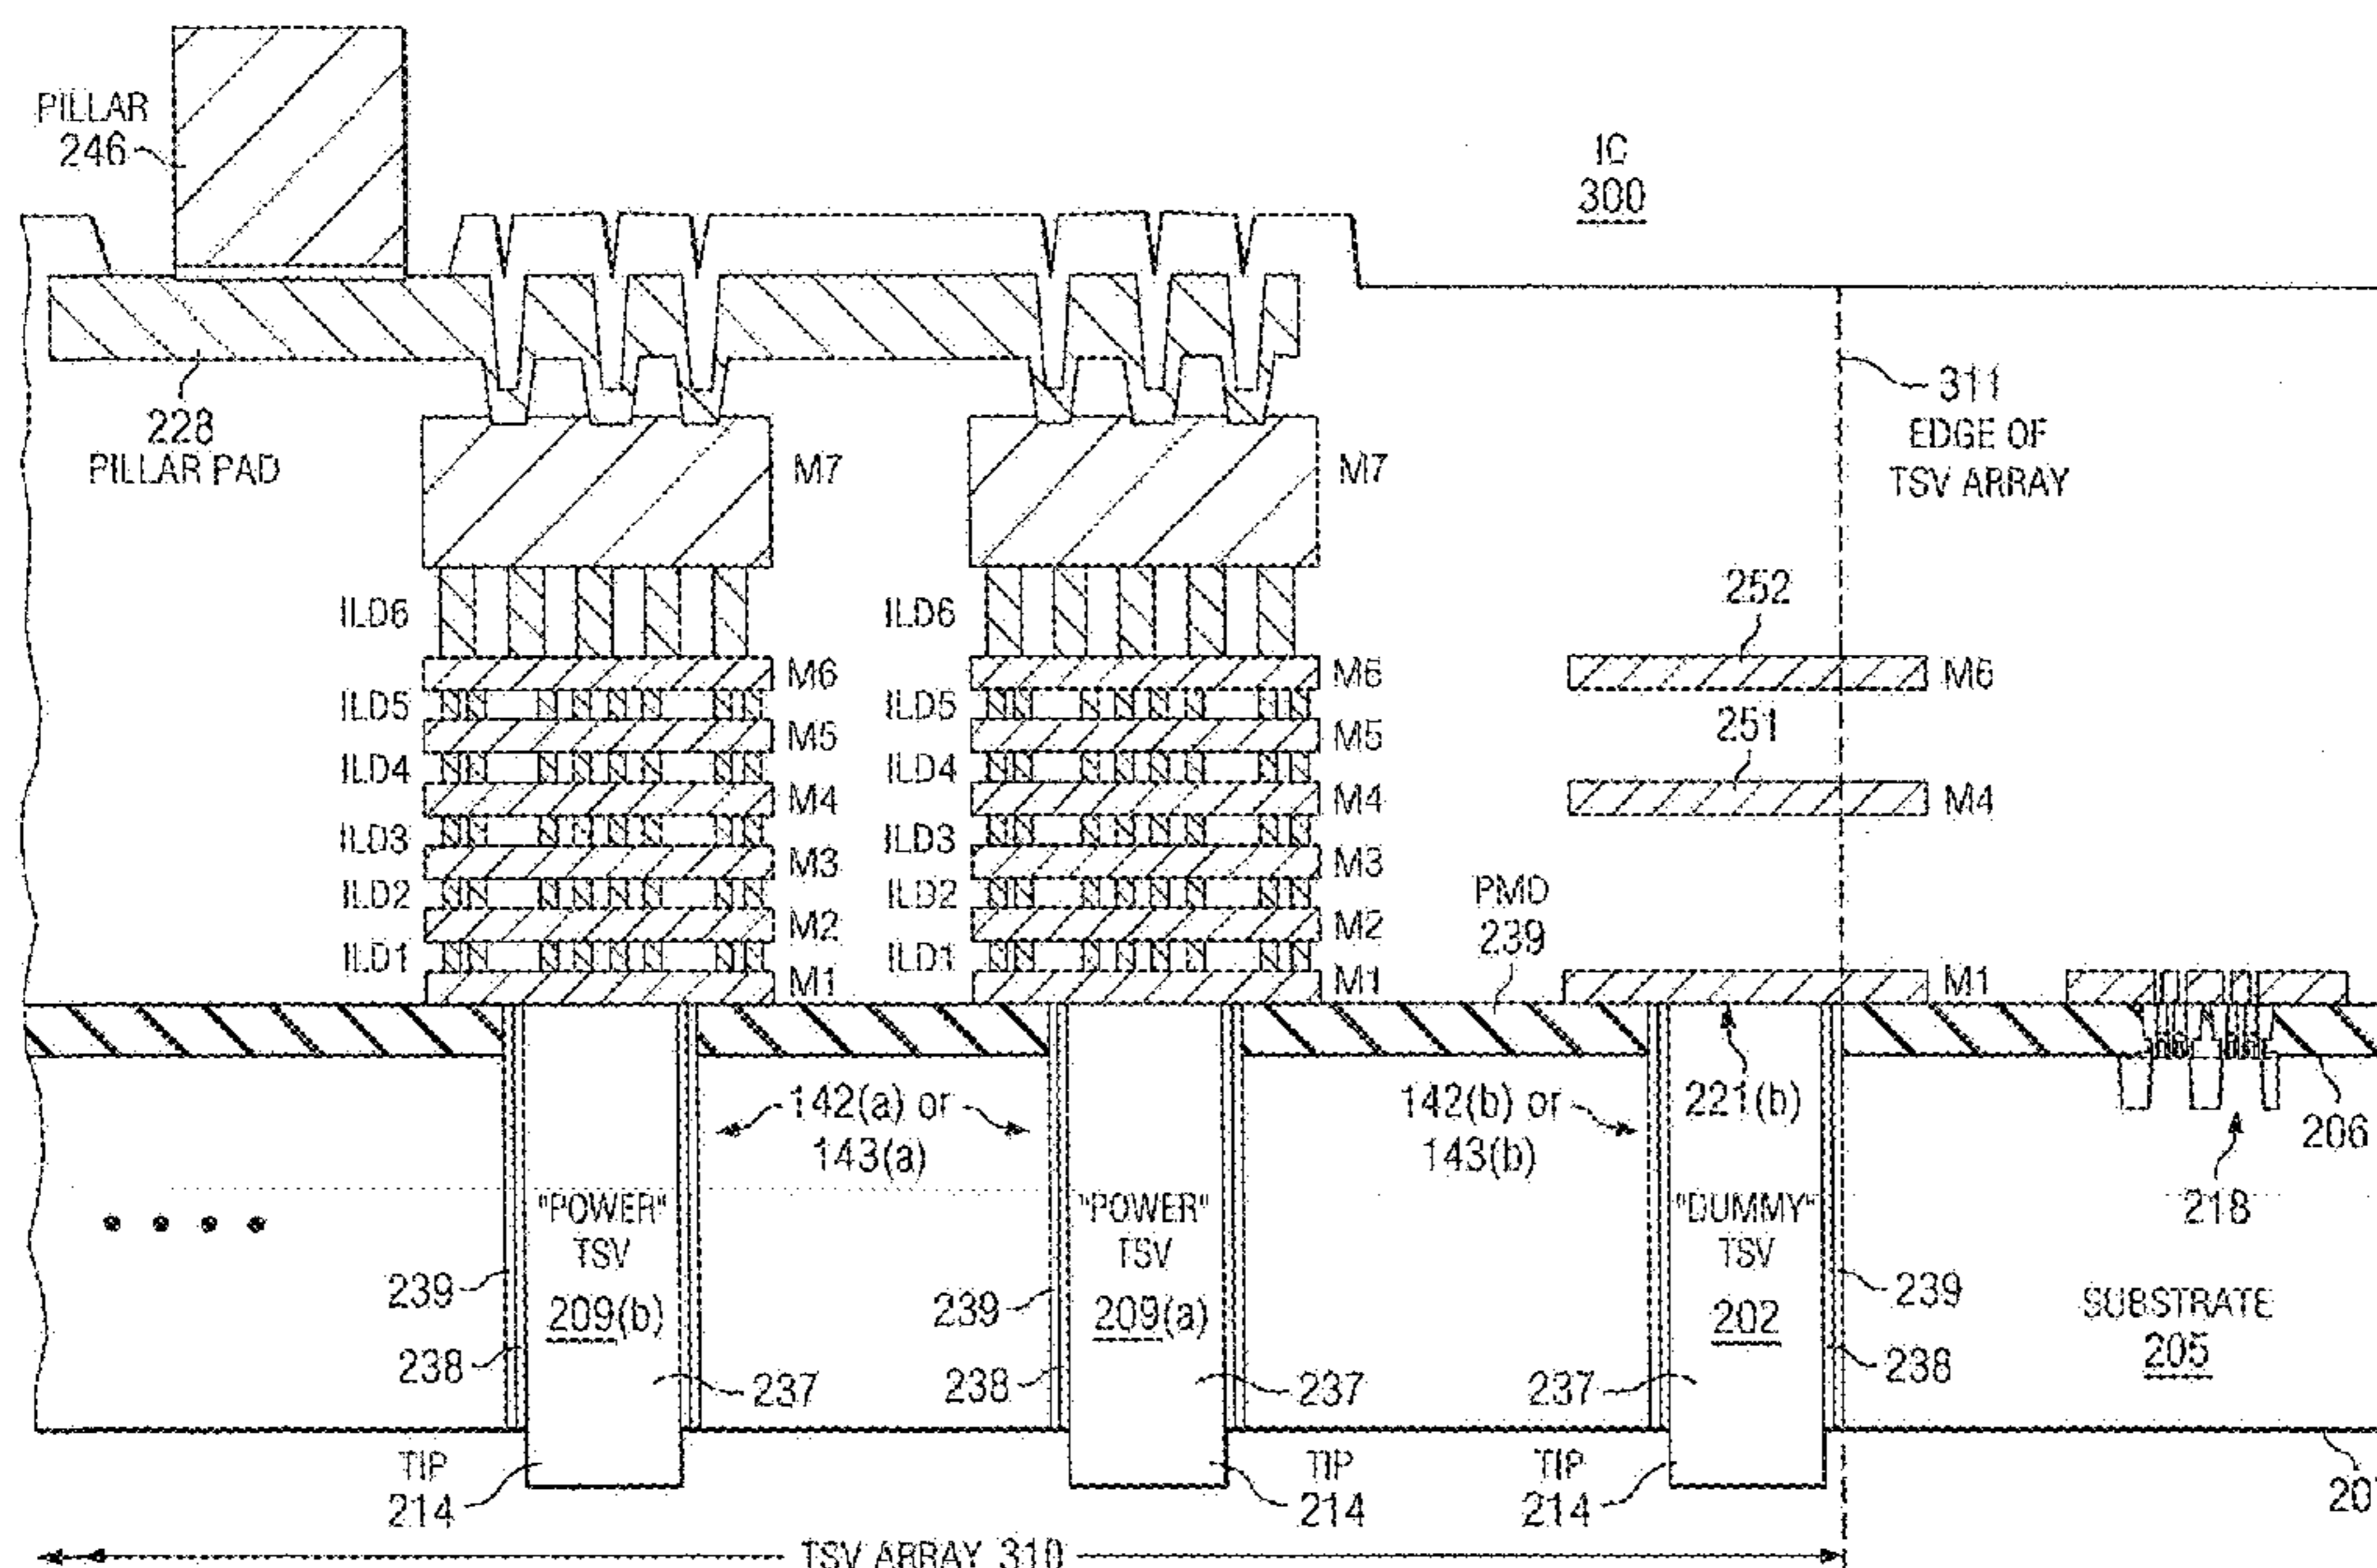 PILLAR
246
IC
300
228
PILLAR PAD
311
EDGE OF
TSV ARRAY
M7
M7
252
ILD6
ILD6
M6
M6
M6
ILD5
ILD5
251
M5
M5
ILD4
ILD4
M4
M4
M4
ILD3
ILD3
M3
M3
PMD
239
ILD2
ILD2
M2
M2
ILD1
ILD1
M1
M1
M1
142(a) or
143(a)
142(b) or
143(b)
221(b)
206
218
"POWER"
TSV
209(b)
"POWER"
TSV
209(a)
"DUMMY"
TSV
202
239
239
239
SUBSTRATE
205
238
238
238
237
237
237
TIP
214
TIP
214
TIP
214
TSV ARRAY 310